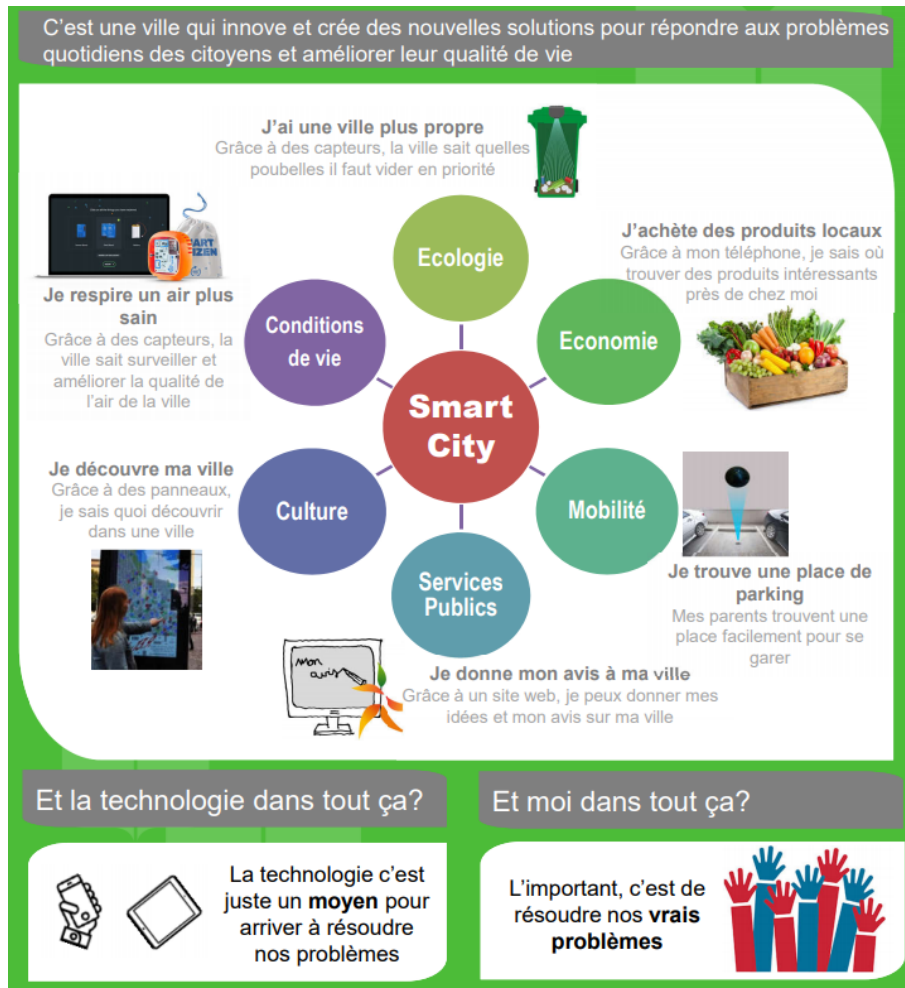 C'est une ville qui innove et crée des nouvelles solutions pour répondre aux problèmes
quotidiens des citoyens et améliorer leur qualité de vie
J'ai une ville plus propre
Grâce à des capteurs, la ville sait quelles
poubelles il faut vider en priorité
Ecologie
J'achète des produits locaux
Grâce à mon téléphone, je sais où
trouver des produits intéressants
près de chez moi
Economie
ART
IZEN
Je respire un air plus
sain
Grâce à des capteurs, la
ville sait surveiller et
améliorer la qualité de
l'air de la ville
Conditions
de vie
Smart
City
Je découvre ma ville
Grâce à des panneaux,
je sais quoi découvrir
dans une ville
Culture
Mobilité
Je trouve une place de
parking
Mes parents trouvent une
place facilement pour se
garer
Services
Publics
mon
avis
Je donne mon avis à ma ville
Grâce à un site web, je peux donner mes
idées et mon avis sur ma ville
Et la technologie dans tout ça?
La technologie c'est
juste un moyen pour
arriver à résoudre
nos problèmes
Et moi dans tout ça?
L'important, c'est de
résoudre nos vrais
problèmes